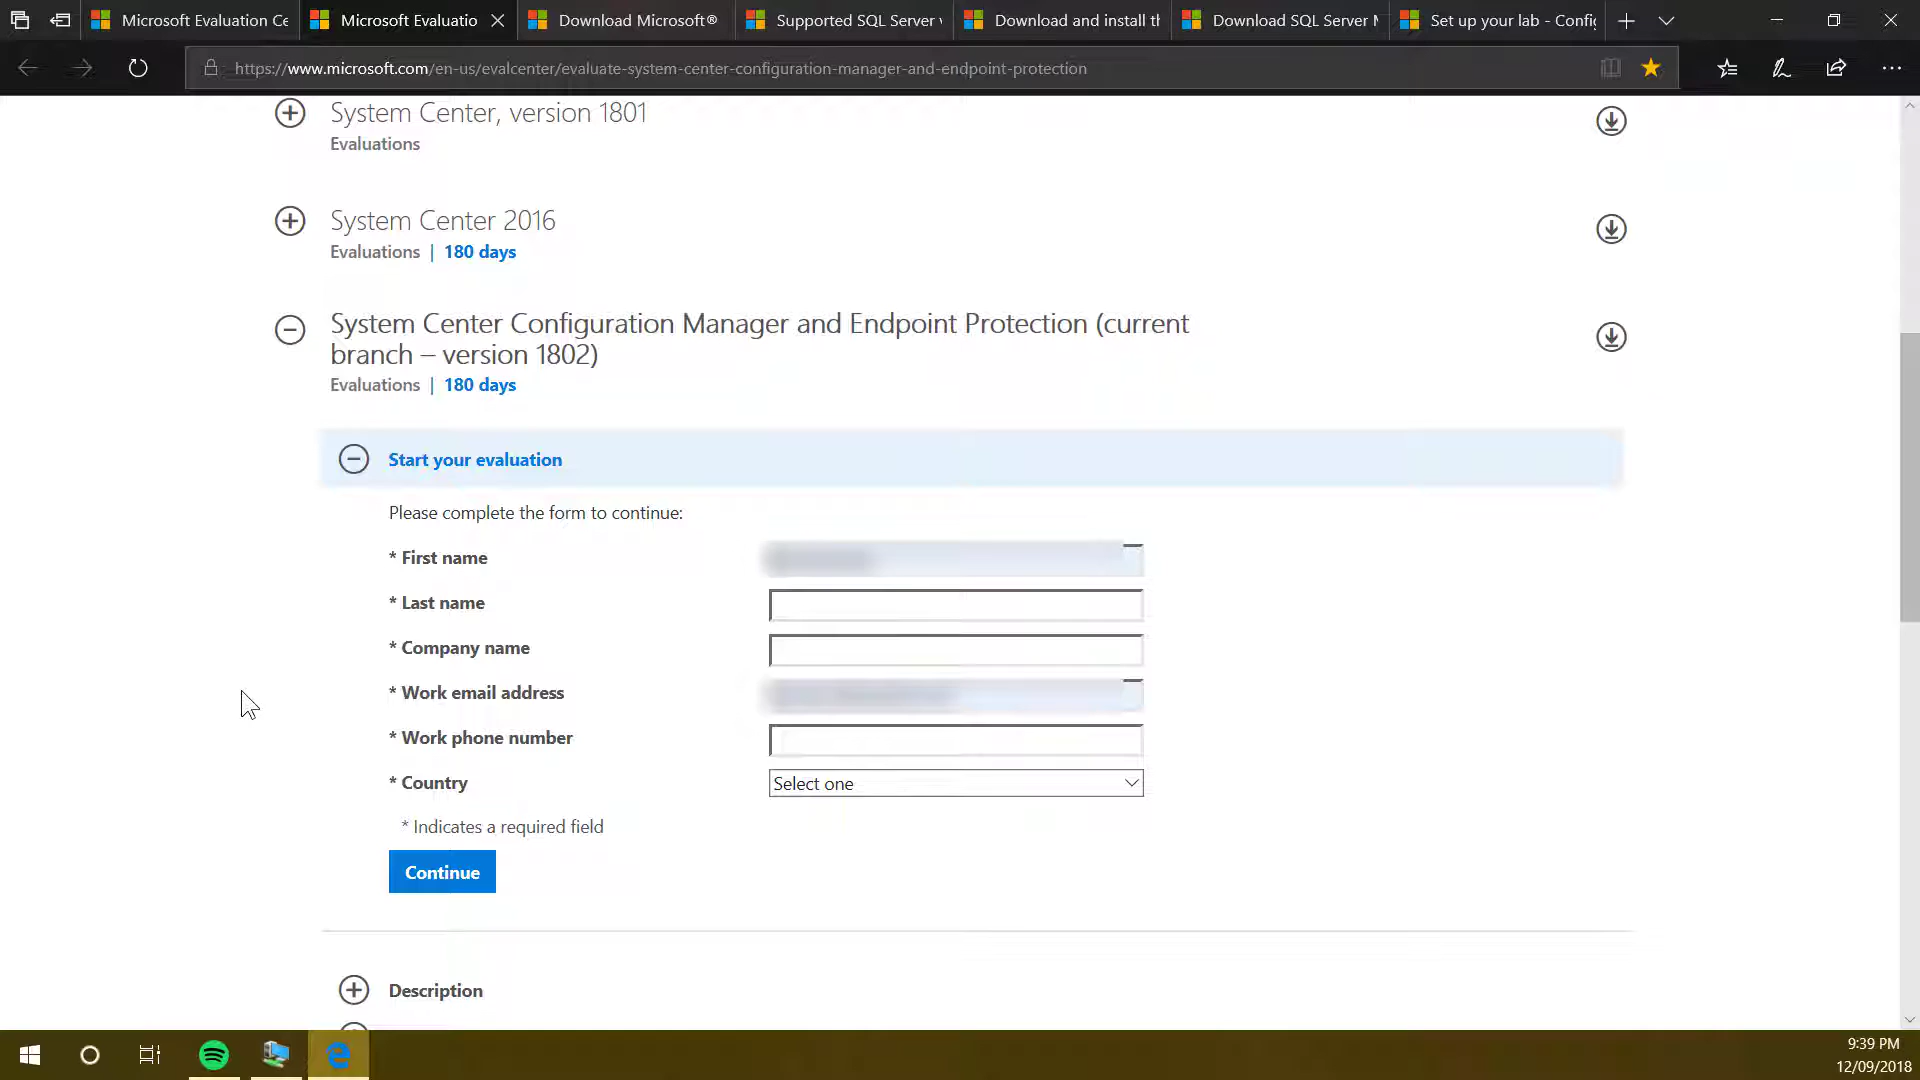 Microsoft Evaluation Ce
Microsoft Evaluatio
Download Microsoft®
Supported SQL Server v
Download and install th
Download SQL Server M
Set up your lab - Config
https://www.microsoft.com/en-us/evalcenter/evaluate-system-center-configuration-manager-and-endpoint-protection
System Center, version 1801
Evaluations
System Center 2016
Evaluations | 180 days
System Center Configuration Manager and Endpoint Protection (current
branch – version 1802)
Evaluations | 180 days
Start your evaluation
Please complete the form to continue:
* First name
* Last name
* Company name
* Work email address
* Work phone number
* Country
Select one
* Indicates a required field
Continue
Description
9:39 PM
12/09/2018